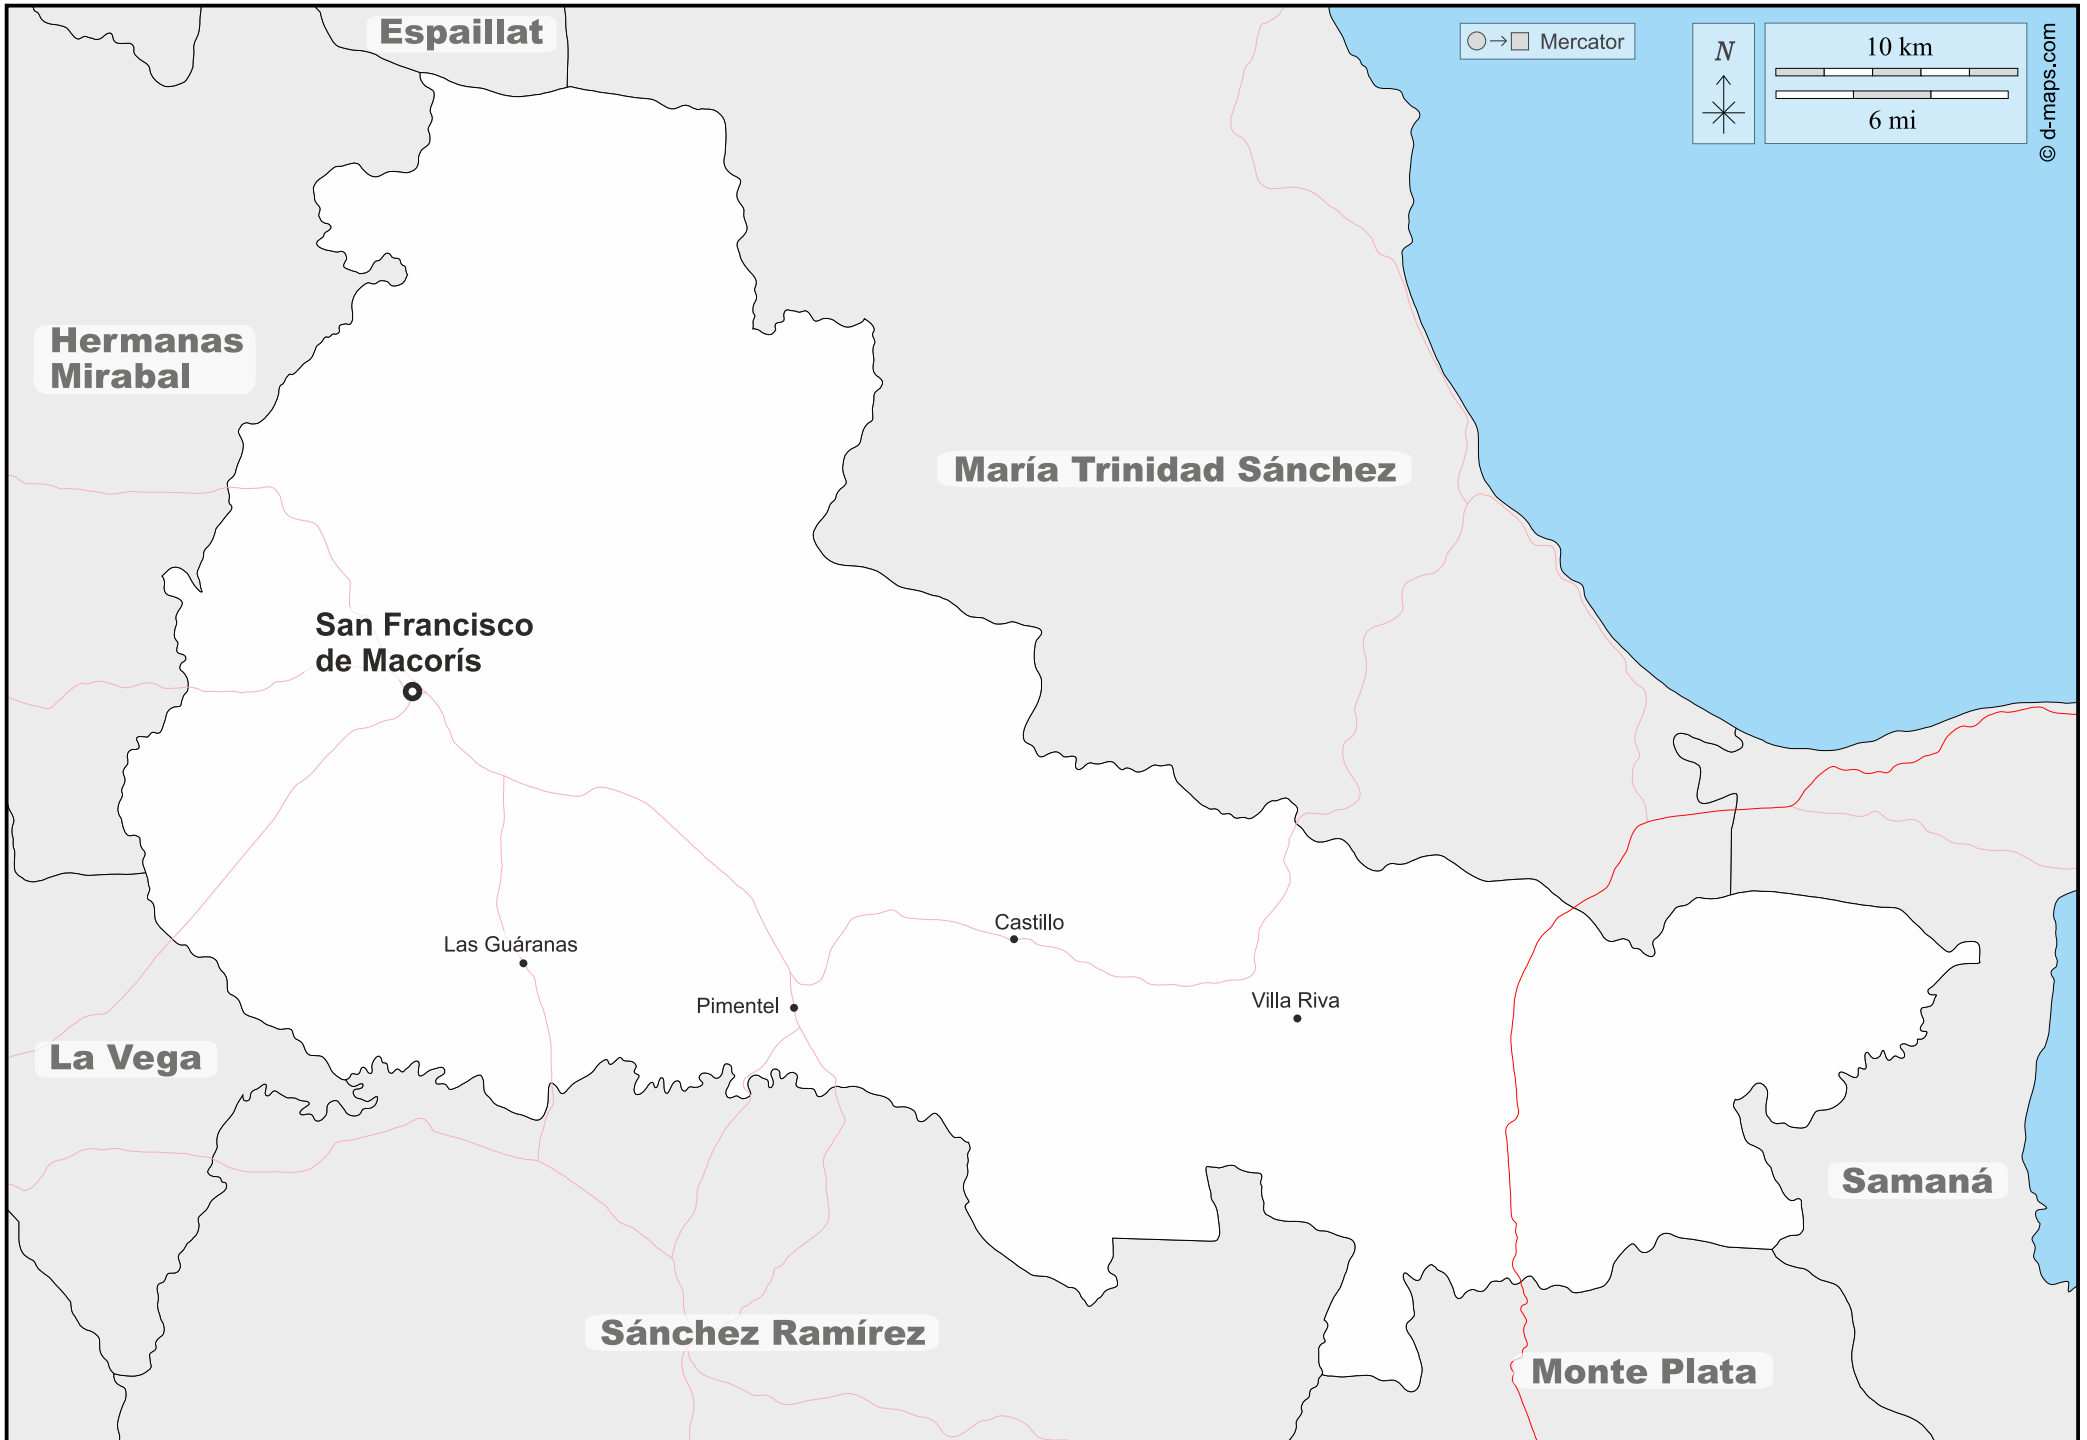 Espaillat
Mercator
N
10 km
6 mi
© d-maps.com
Hermanas
Mirabal
María Trinidad Sánchez
San Francisco
de Macorís
Castillo
Las Guáranas
Pimentel
Villa Riva
La Vega
Samaná
Sánchez Ramírez
Monte Plata